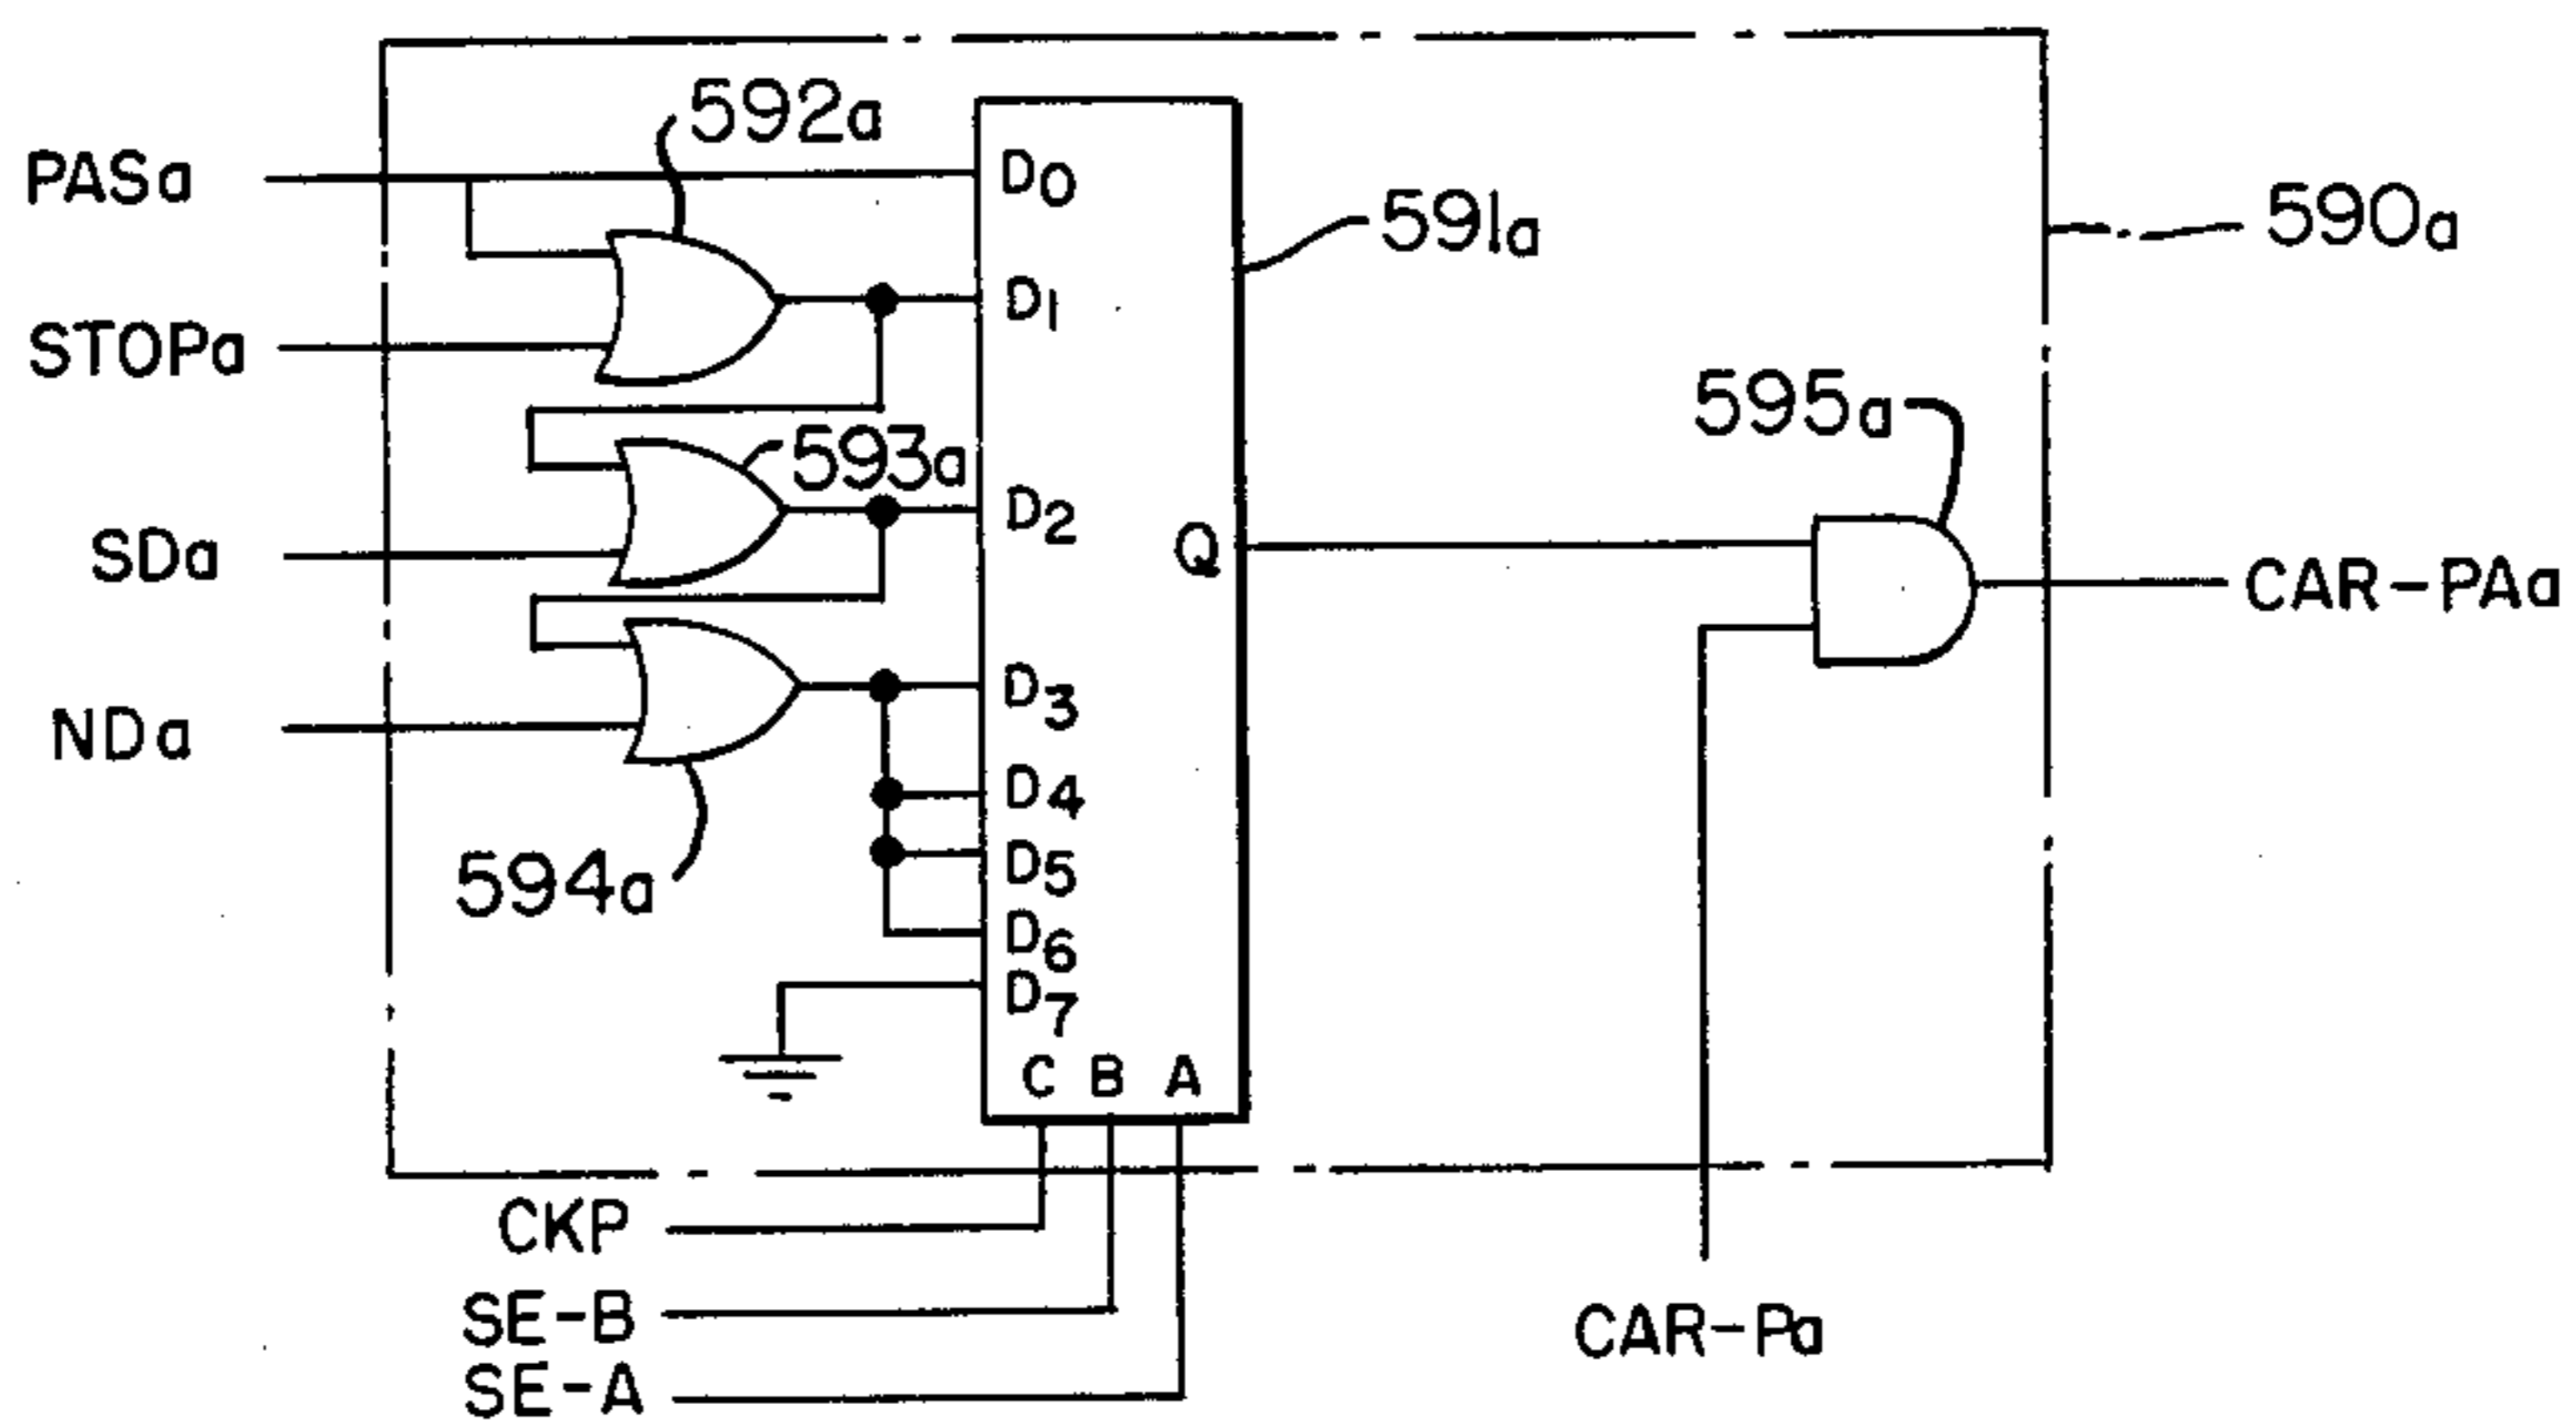 592a
PASa
D0
591a
590a
STOPa
D1
595a
593a
SDa
D2
Q
CAR-PAa
NDa
D3
D4
594a
D5
D6
D7
C B A
CKP
SE-B
CAR-Pa
SE-A